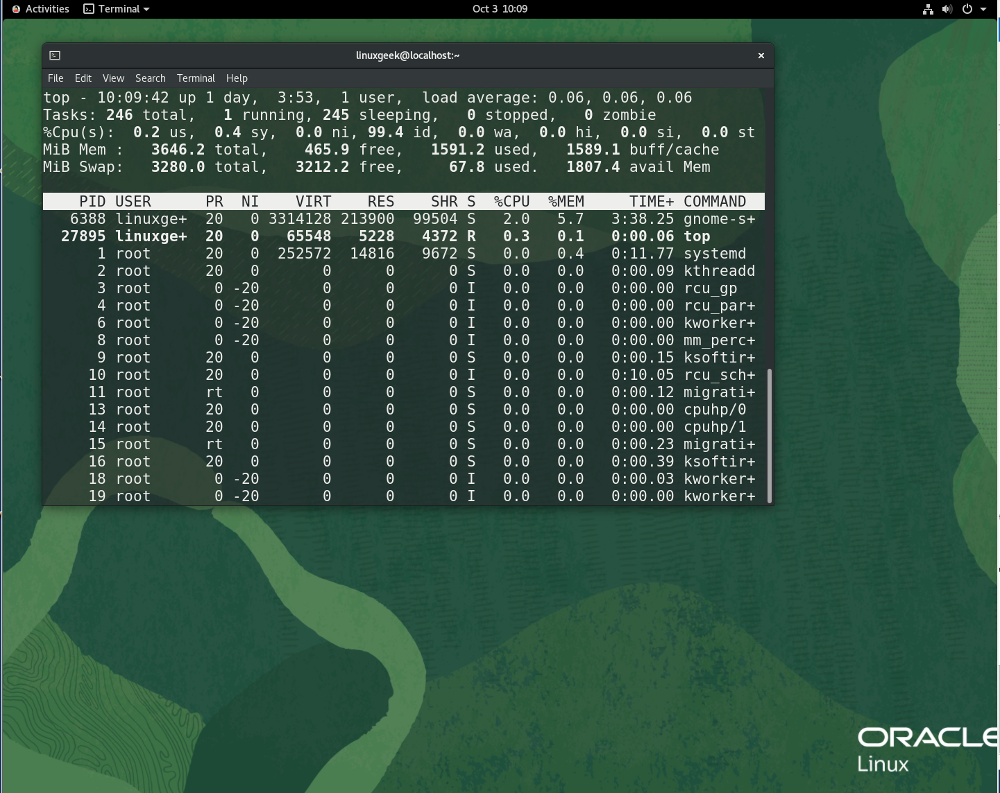 Activities Terminal Oct 3 10:09
linuxgeek@localhost:~
File Edit View Search Terminal Help
top - 10:09:42 up 1 day,  3:53,  1 user,  load average: 0.06, 0.06, 0.06
Tasks: 246 total,   1 running, 245 sleeping,   0 stopped,   0 zombie
%Cpu(s):  0.2 us,  0.4 sy,  0.0 ni, 99.4 id,  0.0 wa,  0.0 hi,  0.0 si,  0.0 st
MiB Mem :   3646.2 total,    465.9 free,   1591.2 used,   1589.1 buff/cache
MiB Swap:   3280.0 total,   3212.2 free,     67.8 used.   1807.4 avail Mem
    PID USER      PR  NI    VIRT    RES    SHR S  %CPU  %MEM     TIME+ COMMAND
   6388 linuxge+  20   0 3314128 213900  99504 S   2.0   5.7   3:38.25 gnome-s+
  27895 linuxge+  20   0   65548   5228   4372 R   0.3   0.1   0:00.06 top
      1 root      20   0  252572  14816   9672 S   0.0   0.4   0:11.77 systemd
      2 root      20   0       0      0      0 S   0.0   0.0   0:00.09 kthreadd
      3 root       0 -20       0      0      0 I   0.0   0.0   0:00.00 rcu_gp
      4 root       0 -20       0      0      0 I   0.0   0.0   0:00.00 rcu_par+
      6 root       0 -20       0      0      0 I   0.0   0.0   0:00.00 kworker+
      8 root       0 -20       0      0      0 I   0.0   0.0   0:00.00 mm_perc+
      9 root      20   0       0      0      0 S   0.0   0.0   0:00.15 ksoftir+
     10 root      20   0       0      0      0 I   0.0   0.0   0:10.05 rcu_sch+
     11 root      rt   0       0      0      0 S   0.0   0.0   0:00.12 migrati+
     13 root      20   0       0      0      0 S   0.0   0.0   0:00.00 cpuhp/0
     14 root      20   0       0      0      0 S   0.0   0.0   0:00.00 cpuhp/1
     15 root      rt   0       0      0      0 S   0.0   0.0   0:00.23 migrati+
     16 root      20   0       0      0      0 S   0.0   0.0   0:00.39 ksoftir+
     18 root       0 -20       0      0      0 I   0.0   0.0   0:00.03 kworker+
     19 root       0 -20       0      0      0 I   0.0   0.0   0:00.00 kworker+
ORACLE
Linux